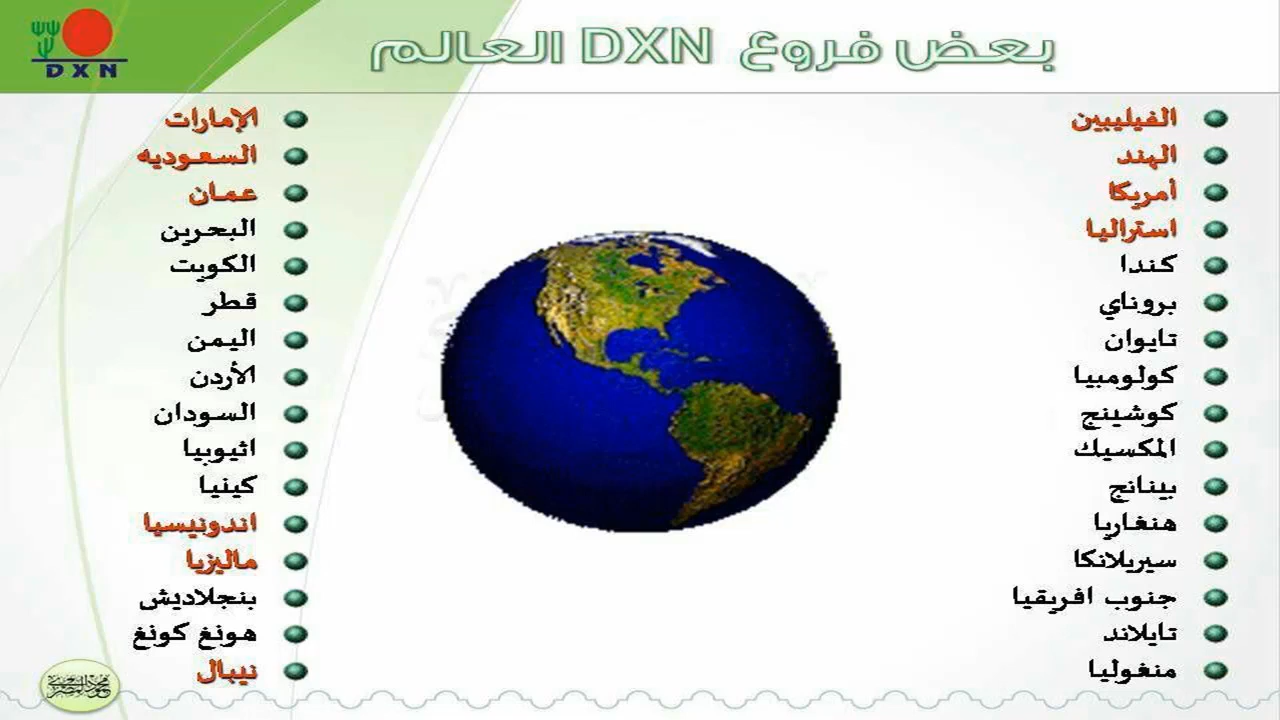 DXN
بعض فروع DXN العالم
الفيليبين
الهند
أمريكا
استراليا
كندا
بروناي
تايوان
كولومبيا
كوشينج
المكسيك
بينانج
هنغاريا
سيريلانكا
جنوب افريقيا
تايلاند
منغوليا
الإمارات
السعوديه
عمان
البحرين
الكويت
قطر
اليمن
الأردن
السودان
اثيوبيا
كينيا
اندونيسيا
ماليزيا
بنجلاديش
هونغ كونغ
نيبال